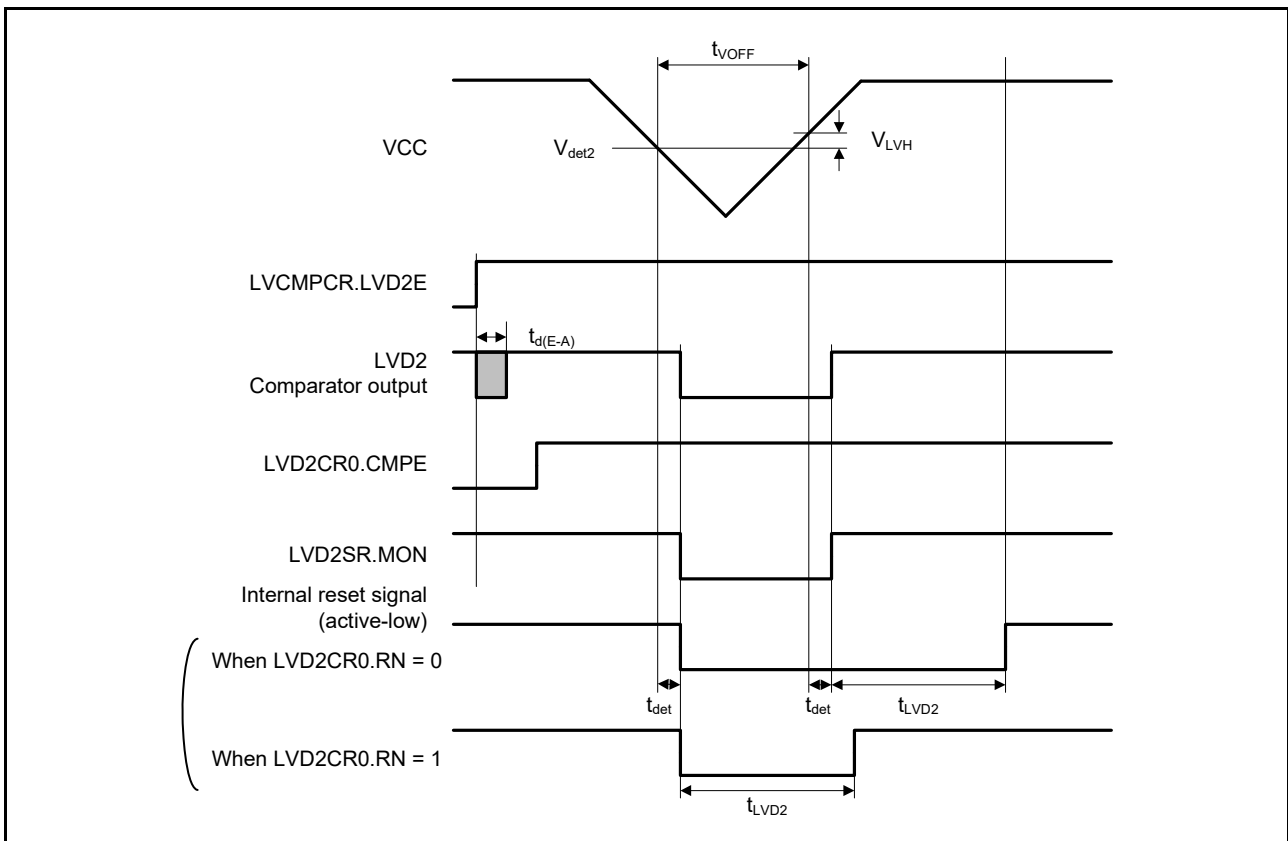 tVOFF
VCC
Vdet2
VLVH
LVCMPCR.LVD2E
td(E-A)
LVD2
Comparator output
LVD2CR0.CMPE
LVD2SR.MON
Internal reset signal
(active-low)
When LVD2CR0.RN = 0
tdet
tdet
tLVD2
When LVD2CR0.RN = 1
tLVD2